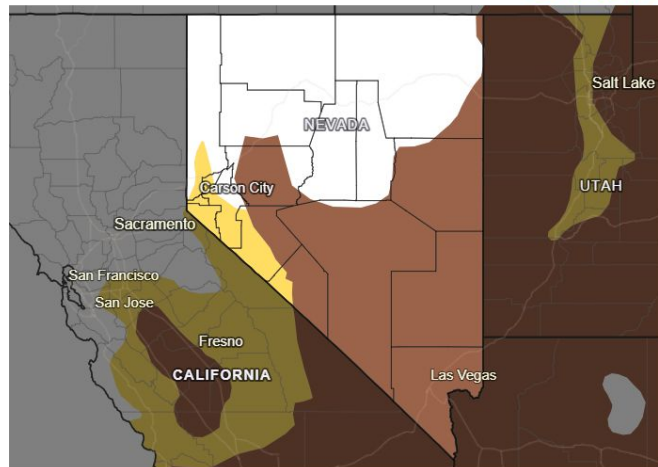 Salt Lake
NEVADA
Carson City
UTAH
Sacramento
San Francisco
San Jose
Fresno
CALIFORNIA
Las Vegas